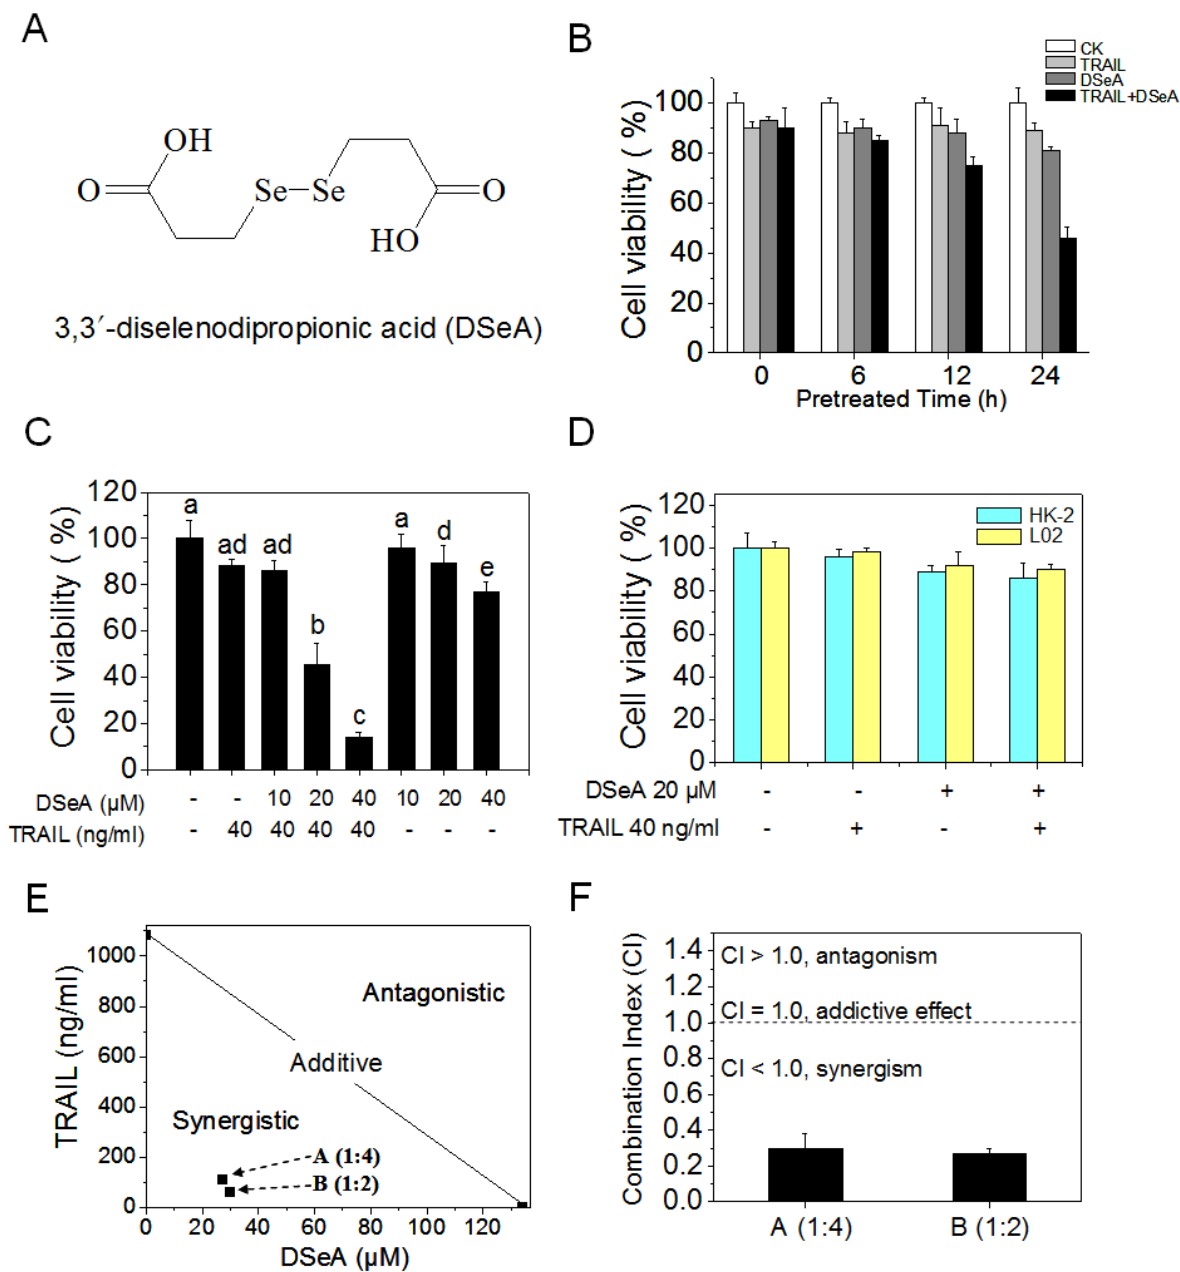 A
OH
O
Se
Se
O
HO
3,3′-diselenodipropionic acid (DSeA)
B
CK
TRAIL
DSeA
TRAIL+DSeA
Cell viability ( %)
100
80
60
40
20
0
0 6 12 24
Pretreated Time (h)
C
Cell viability ( %)
120
100
80
60
40
20
0
a ad ad b c a d e
DSeA (µM) - - 10 20 40 10 20 40
TRAIL (ng/ml) - 40 40 40 40 - - -
D
HK-2
L02
Cell viability ( %)
120
100
80
60
40
20
0
DSeA 20 µM - - + +
TRAIL 40 ng/ml - + - +
E
TRAIL (ng/ml)
1000
800
600
400
200
0
Antagonistic
Additive
Synergistic
A (1:4)
B (1:2)
0 20 40 60 80 100 120
DSeA (µM)
F
Combination Index (CI)
1.4
1.2
1.0
0.8
0.6
0.4
0.2
0.0
CI > 1.0, antagonism
CI = 1.0, addictive effect
CI < 1.0, synergism
A (1:4) B (1:2)